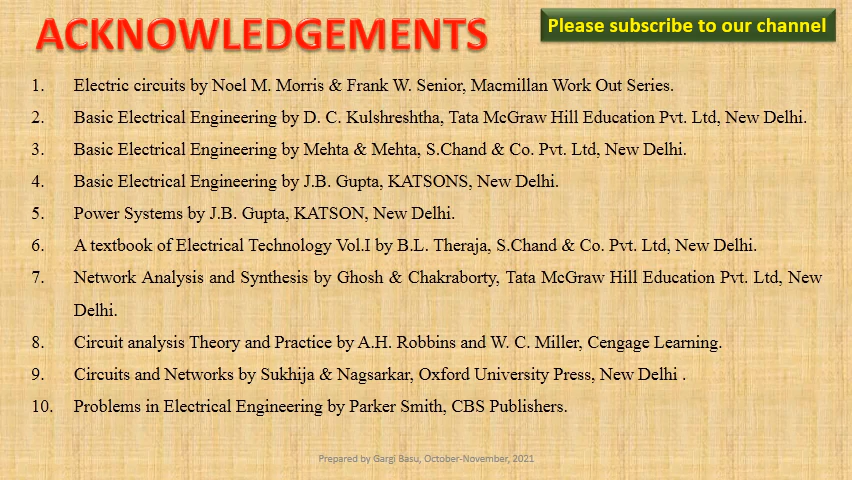 ACKNOWLEDGEMENTS
Please subscribe to our channel
1. Electric circuits by Noel M. Morris & Frank W. Senior, Macmillan Work Out Series.
2. Basic Electrical Engineering by D. C. Kulshreshtha, Tata McGraw Hill Education Pvt. Ltd, New Delhi.
3. Basic Electrical Engineering by Mehta & Mehta, S.Chand & Co. Pvt. Ltd, New Delhi.
4. Basic Electrical Engineering by J.B. Gupta, KATSONS, New Delhi.
5. Power Systems by J.B. Gupta, KATSON, New Delhi.
6. A textbook of Electrical Technology Vol.I by B.L. Theraja, S.Chand & Co. Pvt. Ltd, New Delhi.
7. Network Analysis and Synthesis by Ghosh & Chakraborty, Tata McGraw Hill Education Pvt. Ltd, New
Delhi.
8. Circuit analysis Theory and Practice by A.H. Robbins and W. C. Miller, Cengage Learning.
9. Circuits and Networks by Sukhija & Nagsarkar, Oxford University Press, New Delhi .
10. Problems in Electrical Engineering by Parker Smith, CBS Publishers.
Prepared by Gargi Basu, October-November, 2021